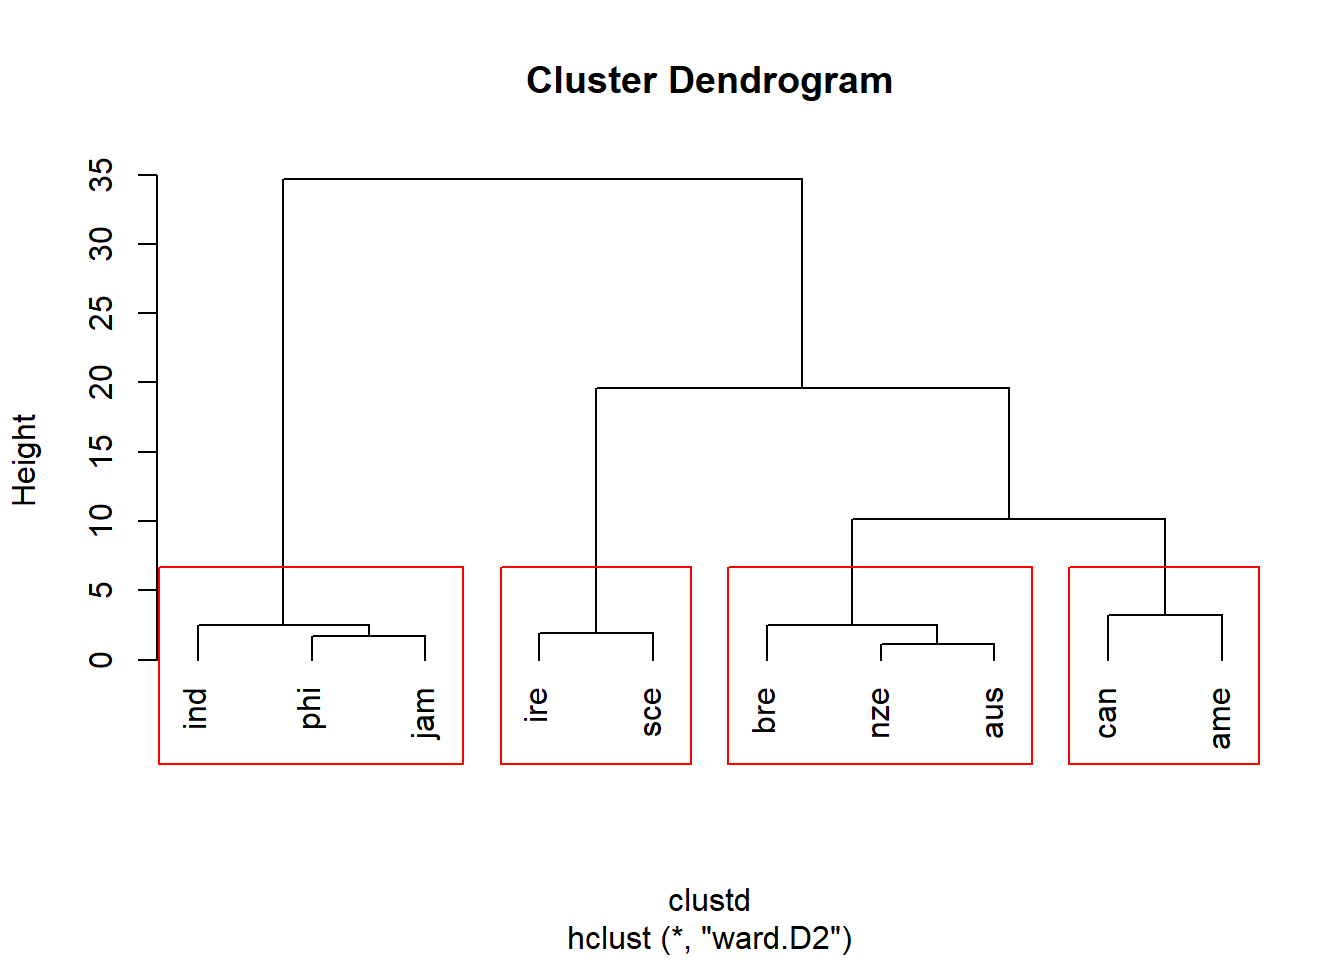 Cluster Dendrogram
Height
35
30
25
20
15
10
5
0
ind phi jam ire sce bre nze aus can ame
clustd
hclust (*, "ward.D2")